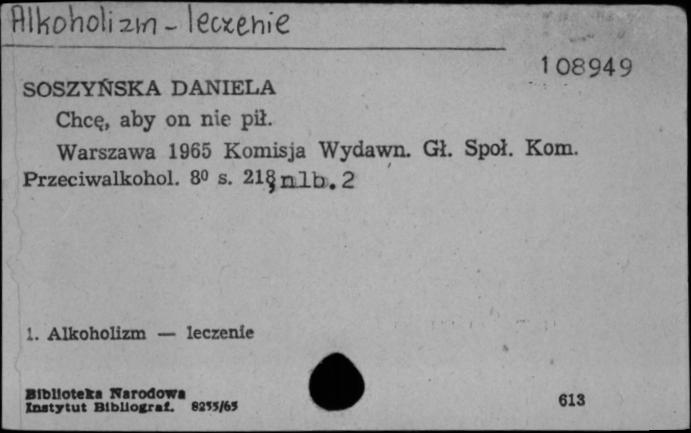 Alkoholizm - leczenie
108949
SOSZYŃSKA DANIELA
Chcę, aby on nie pił.
Warszawa 1965 Komisja Wydawn. Gł. Społ. Kom.
Przeciwalkohol. 8⁰ s. 218, nlb. 2
1. Alkoholizm — leczenie
Biblioteka Narodowa
Instytut Bibliograf. 8255/65
613